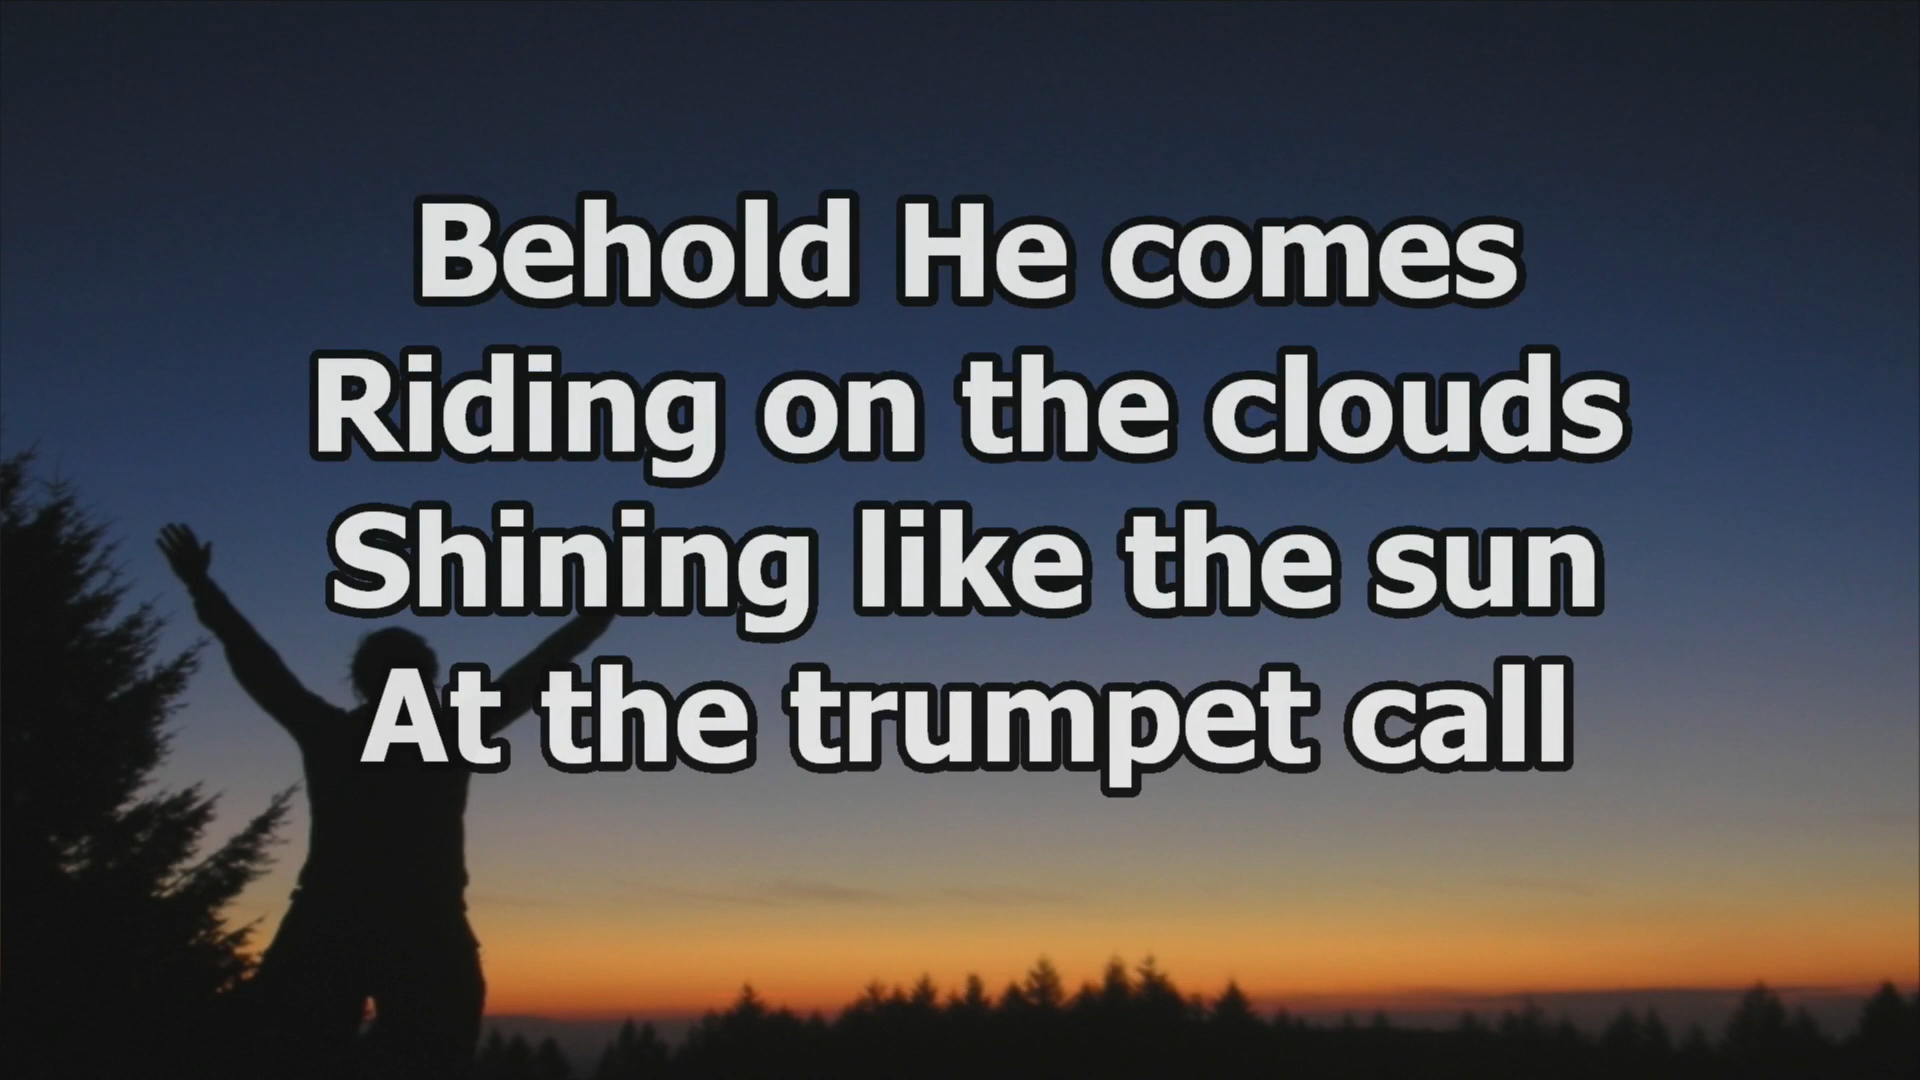 Behold He comes
Riding on the clouds
Shining like the sun
At the trumpet call